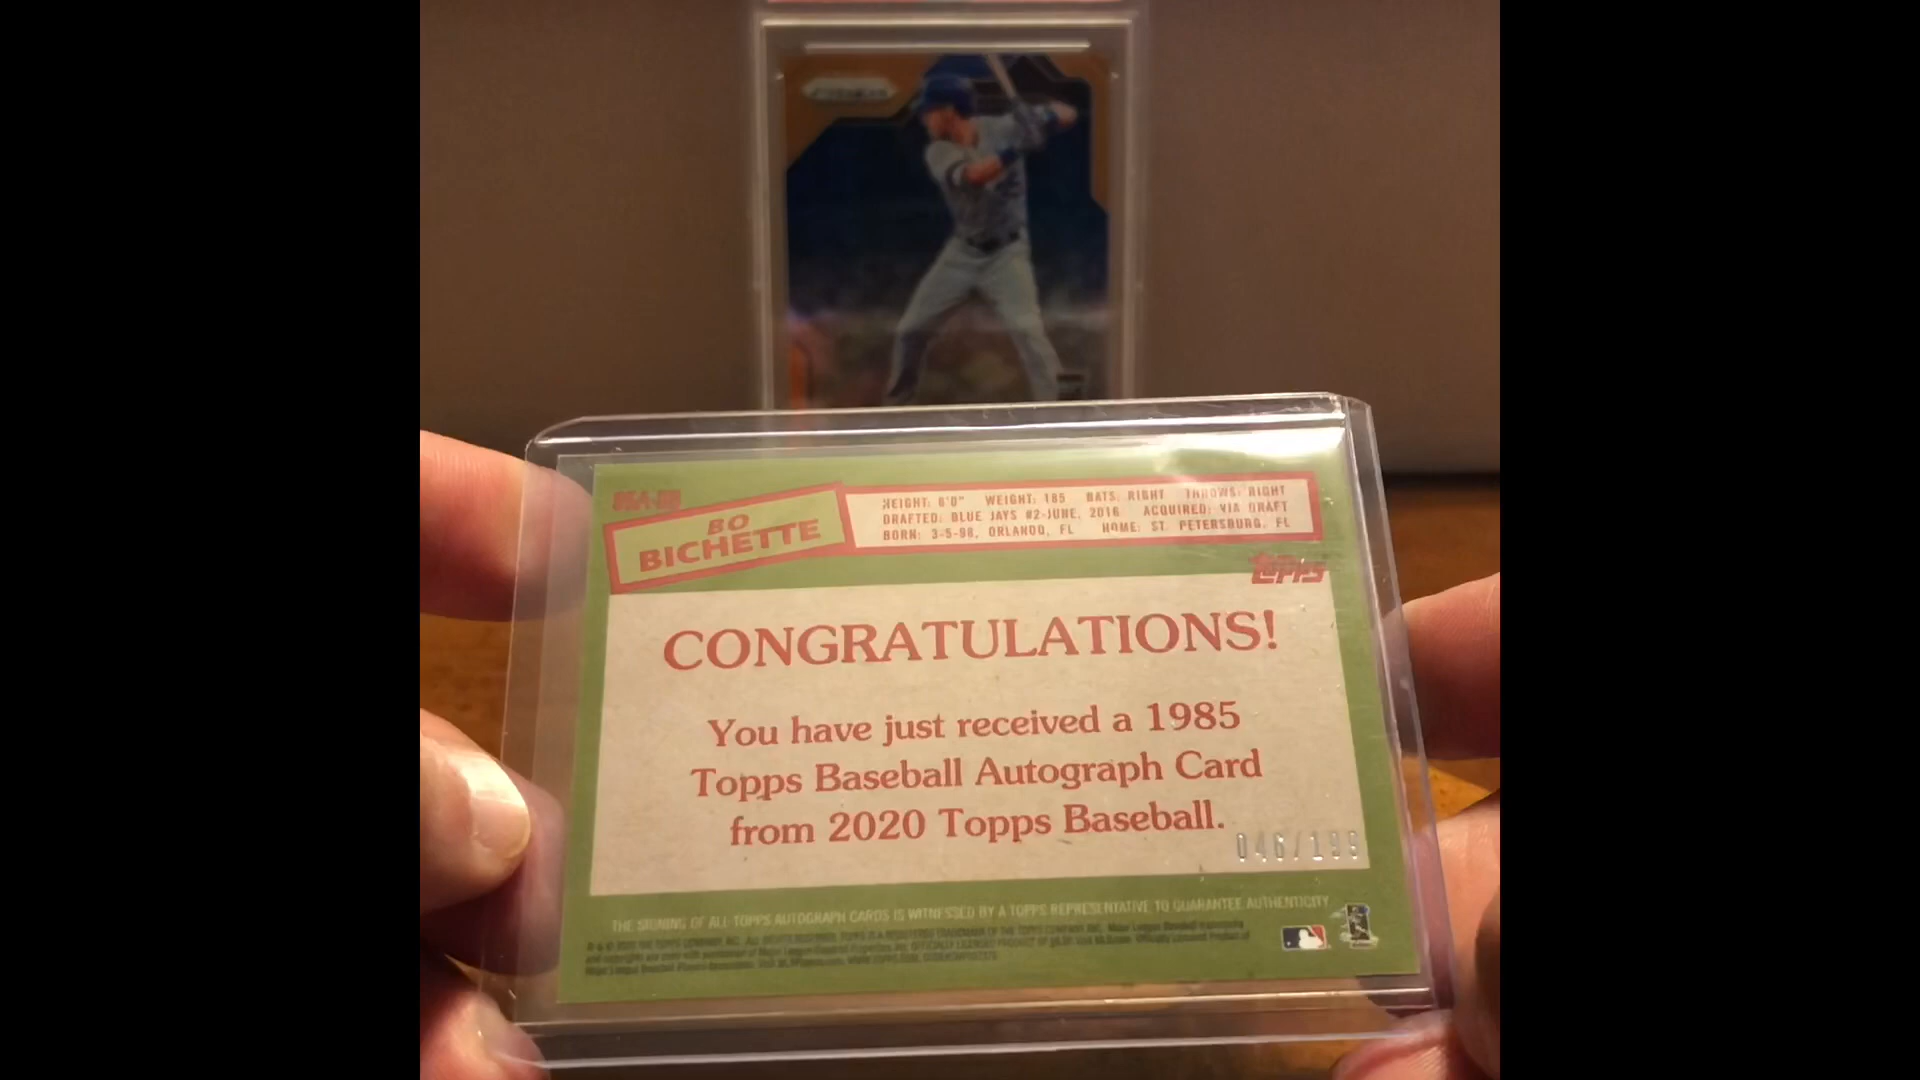 BO
BICHETTE
HEIGHT: 6'0" WEIGHT: 185 BATS: RIGHT THROWS: RIGHT
DRAFTED: BLUE JAYS #2-JUNE, 2016 ACQUIRED: VIA DRAFT
BORN: 3-5-98, ORLANDO, FL HOME: ST. PETERSBURG, FL
topps
CONGRATULATIONS!
You have just received a 1985
Topps Baseball Autograph Card
from 2020 Topps Baseball.
046/199
THE SIGNING OF ALL TOPPS AUTOGRAPH CARDS IS WITNESSED BY A TOPPS REPRESENTATIVE TO GUARANTEE AUTHENTICITY